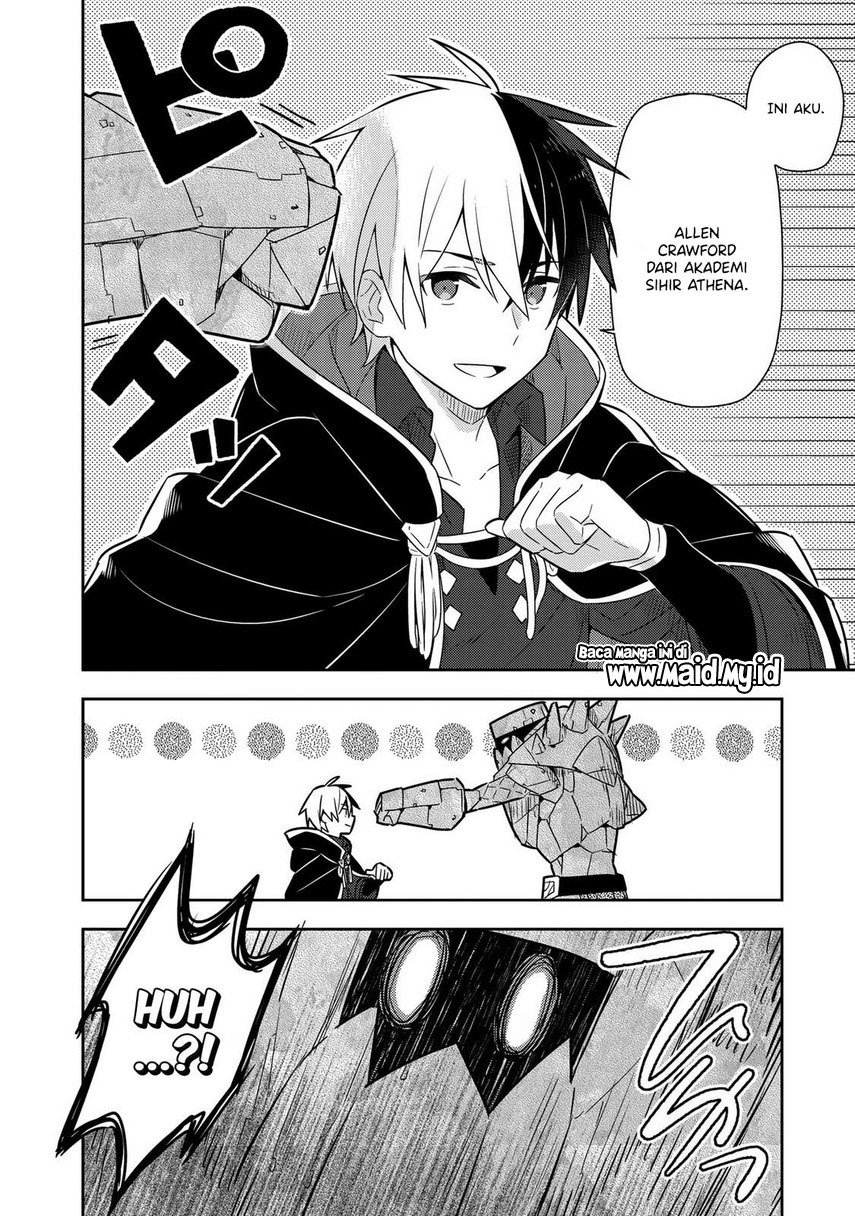 INI AKU.
ALLEN
CRAWFORD
DARI AKADEMI
SIHIR ATHENA.
ピタッ
Baca Manga ini di
www.Maid.My.id
HUH
...?!